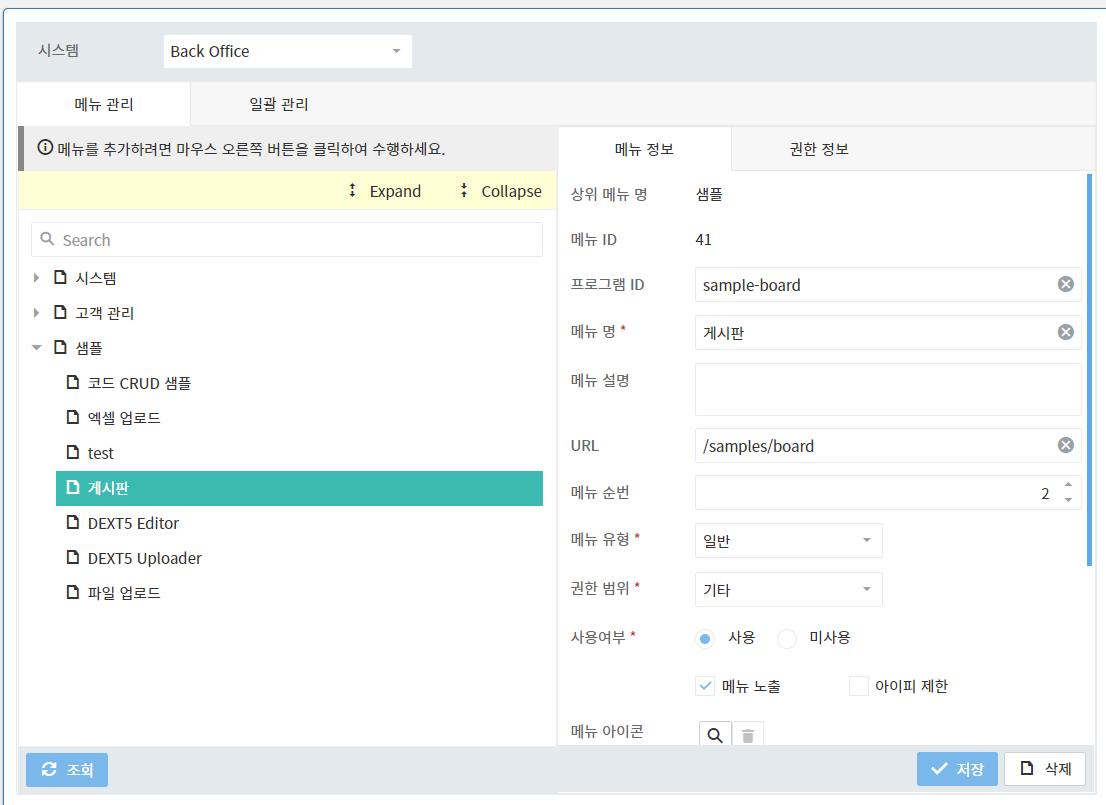 시스템 Back Office
메뉴 관리 일괄 관리
메뉴를 추가하려면 마우스 오른쪽 버튼을 클릭하여 수행하세요.
Expand Collapse
Search
시스템
고객 관리
샘플
코드 CRUD 샘플
엑셀 업로드
test
게시판
DEXT5 Editor
DEXT5 Uploader
파일 업로드
조회
메뉴 정보 권한 정보
상위 메뉴 명 샘플
메뉴 ID 41
프로그램 ID sample-board
메뉴 명 * 게시판
메뉴 설명
URL /samples/board
메뉴 순번 2
메뉴 유형 * 일반
권한 범위 * 기타
사용여부 * 사용 미사용
메뉴 노출 아이피 제한
메뉴 아이콘
저장 삭제